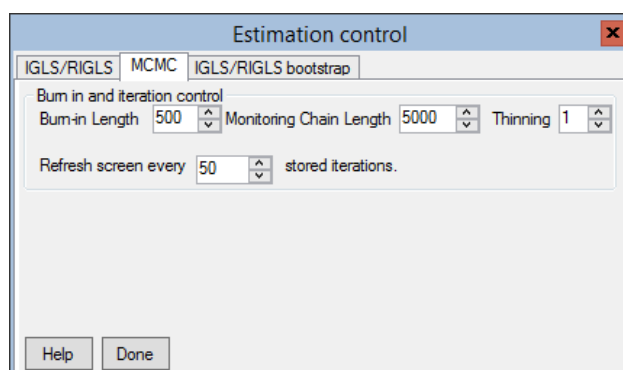 Estimation control
IGLS/RIGLS MCMC IGLS/RIGLS bootstrap
Burn in and iteration control
Burn-in Length 500 Monitoring Chain Length 5000 Thinning 1
Refresh screen every 50 stored iterations.
Help Done